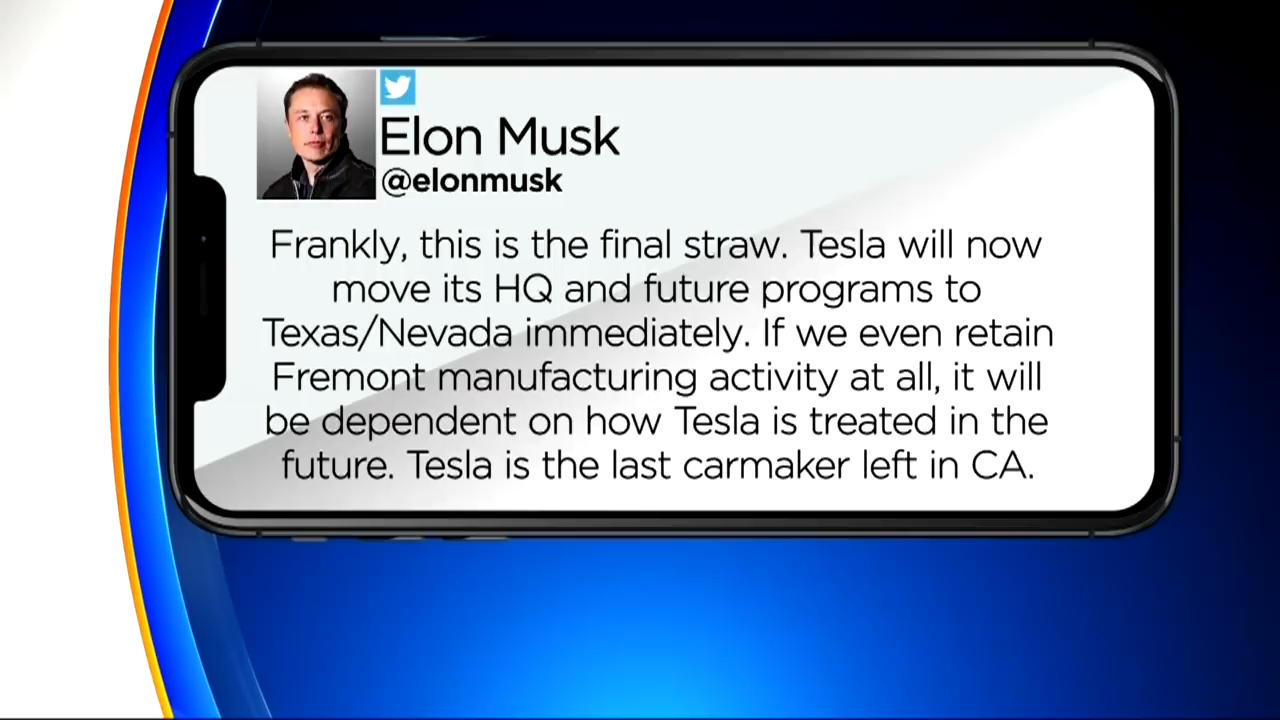 Elon Musk
@elonmusk
Frankly, this is the final straw. Tesla will now
move its HQ and future programs to
Texas/Nevada immediately. If we even retain
Fremont manufacturing activity at all, it will
be dependent on how Tesla is treated in the
future. Tesla is the last carmaker left in CA.